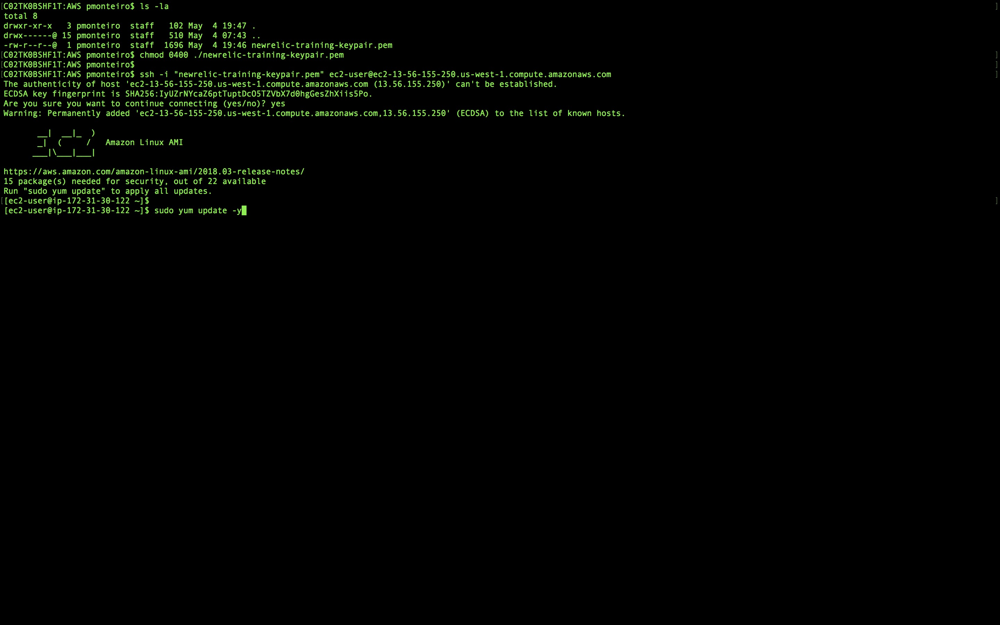 [C02TK0BSHF1T:AWS pmonteiro$ ls -la ]
total 8
drwxr-xr-x   3 pmonteiro  staff   102 May  4 19:47 .
drwx------@ 15 pmonteiro  staff   510 May  4 07:43 ..
-rw-r--r--@  1 pmonteiro  staff  1696 May  4 19:46 newrelic-training-keypair.pem
[C02TK0BSHF1T:AWS pmonteiro$ chmod 0400 ./newrelic-training-keypair.pem ]
[C02TK0BSHF1T:AWS pmonteiro$ ]
[C02TK0BSHF1T:AWS pmonteiro$ ssh -i "newrelic-training-keypair.pem" ec2-user@ec2-13-56-155-250.us-west-1.compute.amazonaws.com ]
The authenticity of host 'ec2-13-56-155-250.us-west-1.compute.amazonaws.com (13.56.155.250)' can't be established.
ECDSA key fingerprint is SHA256:IyUZrNYcaZ6ptTuptDcO5TZVbX7d0hgGesZhXiis5Po.
Are you sure you want to continue connecting (yes/no)? yes
Warning: Permanently added 'ec2-13-56-155-250.us-west-1.compute.amazonaws.com,13.56.155.250' (ECDSA) to the list of known hosts.

       __|  __|_  )
       _|  (     /   Amazon Linux AMI
      ___|\___|___|

https://aws.amazon.com/amazon-linux-ami/2018.03-release-notes/
15 package(s) needed for security, out of 22 available
Run "sudo yum update" to apply all updates.
[[ec2-user@ip-172-31-30-122 ~]$ ]
[ec2-user@ip-172-31-30-122 ~]$ sudo yum update -y